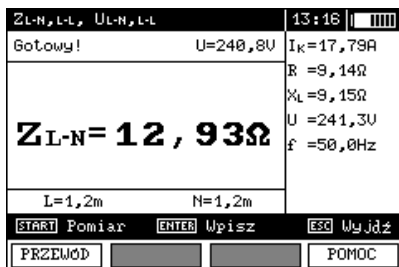 ZL-N,L-L, UL-N,L-L 13:16
Gotowy! U=240,8V
IK=17,79A
R =9,14Ω
XL=9,15Ω
U =241,3V
f =50,0Hz
ZL-N=12,93Ω
L=1,2m N=1,2m
START Pomiar ENTER Wpisz ESC Wyjdź
PRZEWÓD POMOC